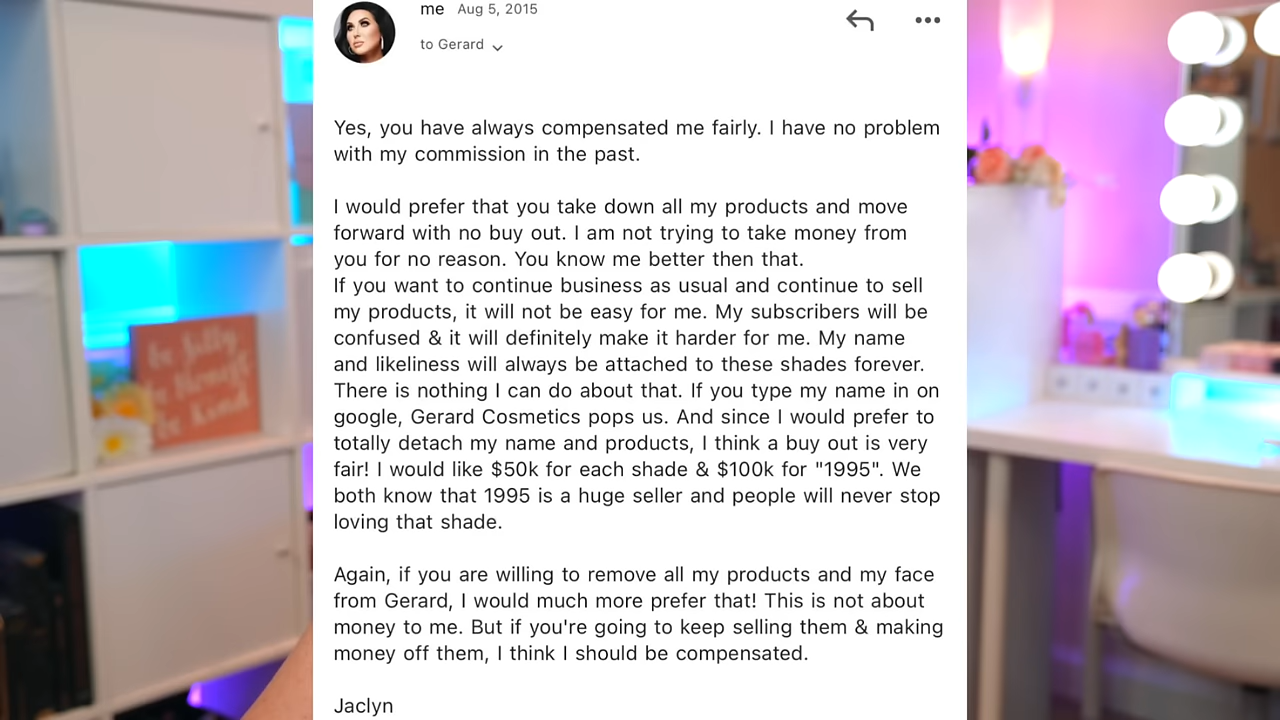 me Aug 5, 2015
to Gerard
Yes, you have always compensated me fairly. I have no problem
with my commission in the past.
I would prefer that you take down all my products and move
forward with no buy out. I am not trying to take money from
you for no reason. You know me better then that.
If you want to continue business as usual and continue to sell
my products, it will not be easy for me. My subscribers will be
confused & it will definitely make it harder for me. My name
and likeliness will always be attached to these shades forever.
There is nothing I can do about that. If you type my name in on
google, Gerard Cosmetics pops us. And since I would prefer to
totally detach my name and products, I think a buy out is very
fair! I would like $50k for each shade & $100k for "1995". We
both know that 1995 is a huge seller and people will never stop
loving that shade.
Again, if you are willing to remove all my products and my face
from Gerard, I would much more prefer that! This is not about
money to me. But if you're going to keep selling them & making
money off them, I think I should be compensated.
Jaclyn
be
be
be Kind